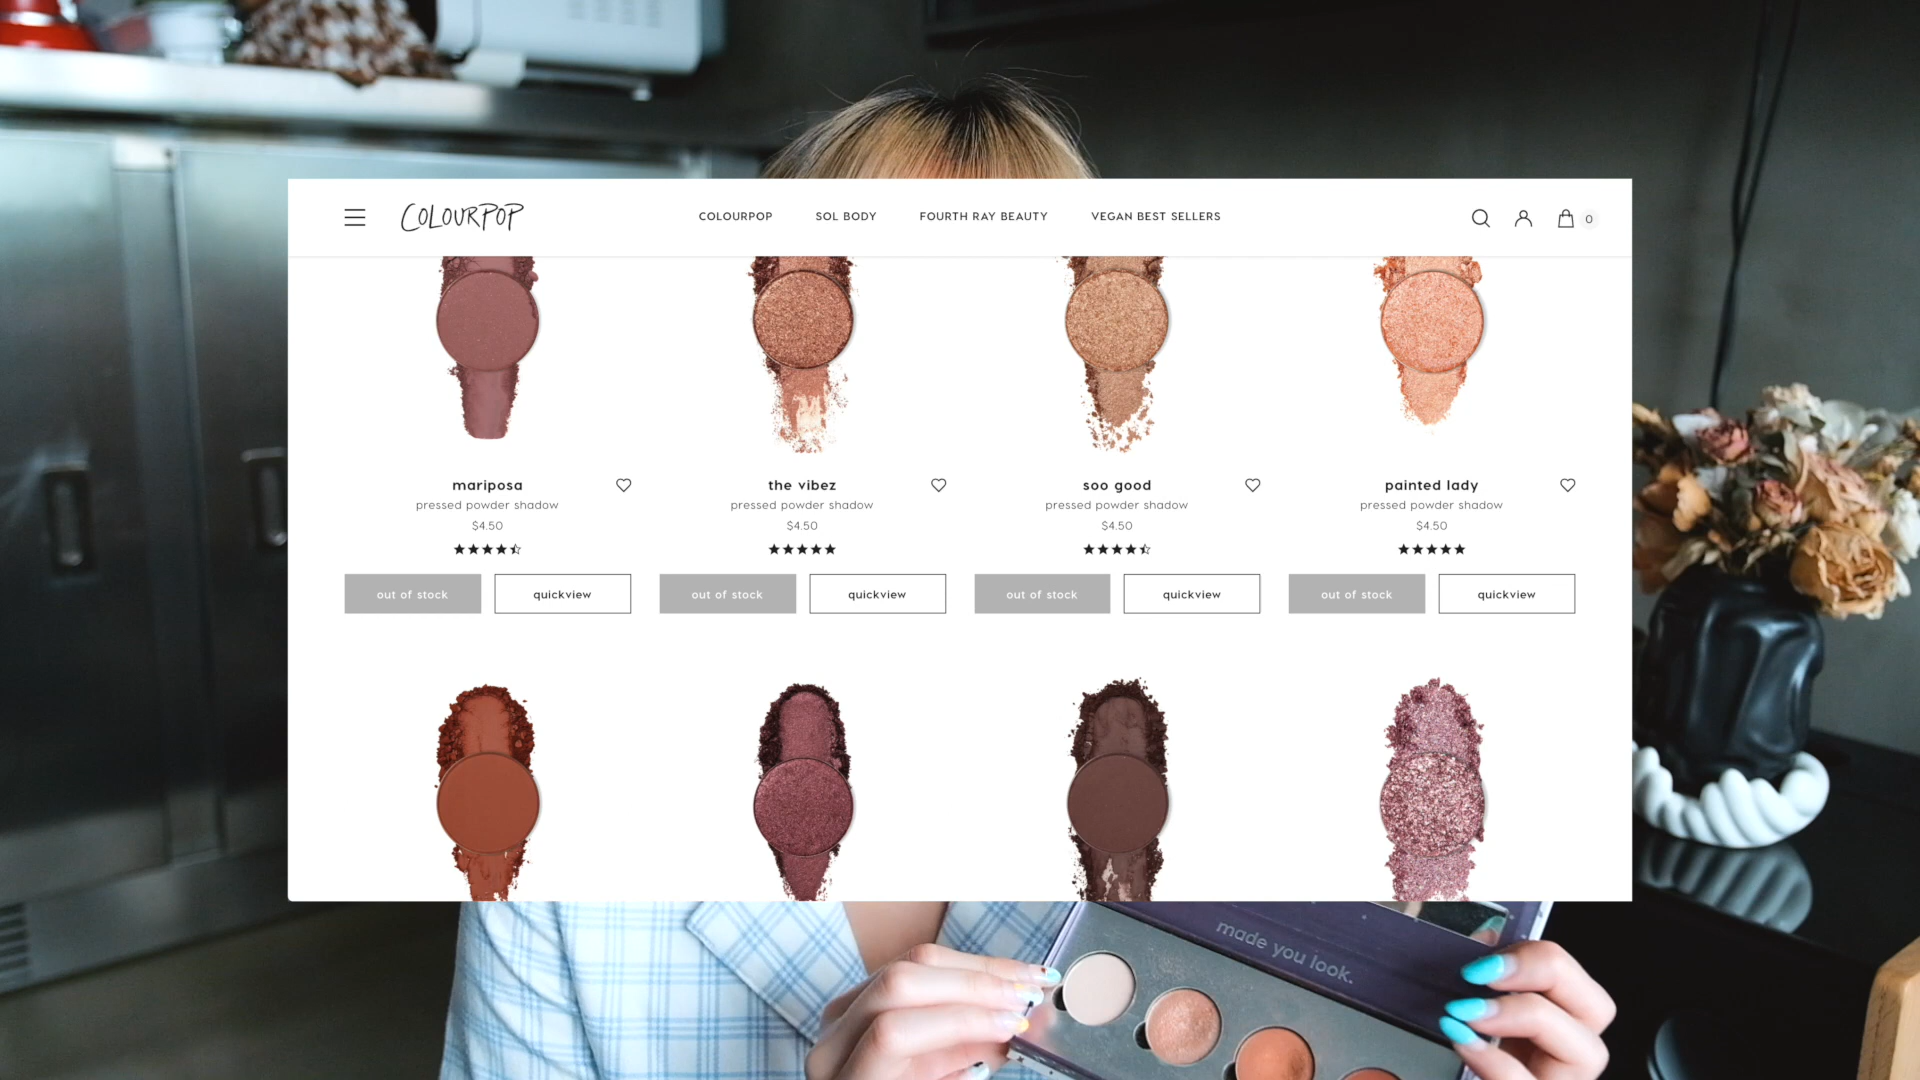 COLOURPOP
COLOURPOP SOL BODY FOURTH RAY BEAUTY VEGAN BEST SELLERS
0
mariposa
pressed powder shadow
$4.50
out of stock quickview
the vibez
pressed powder shadow
$4.50
out of stock quickview
soo good
pressed powder shadow
$4.50
out of stock quickview
painted lady
pressed powder shadow
$4.50
out of stock quickview
made you look.